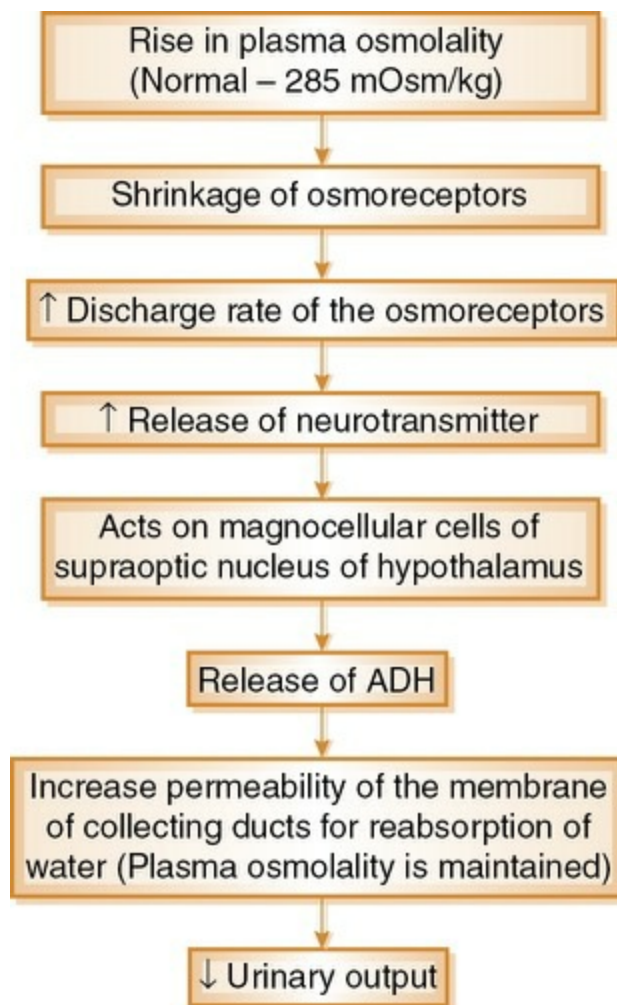 Rise in plasma osmolality
(Normal – 285 mOsm/kg)
Shrinkage of osmoreceptors
↑ Discharge rate of the osmoreceptors
↑ Release of neurotransmitter
Acts on magnocellular cells of
supraoptic nucleus of hypothalamus
Release of ADH
Increase permeability of the membrane
of collecting ducts for reabsorption of
water (Plasma osmolality is maintained)
↓ Urinary output